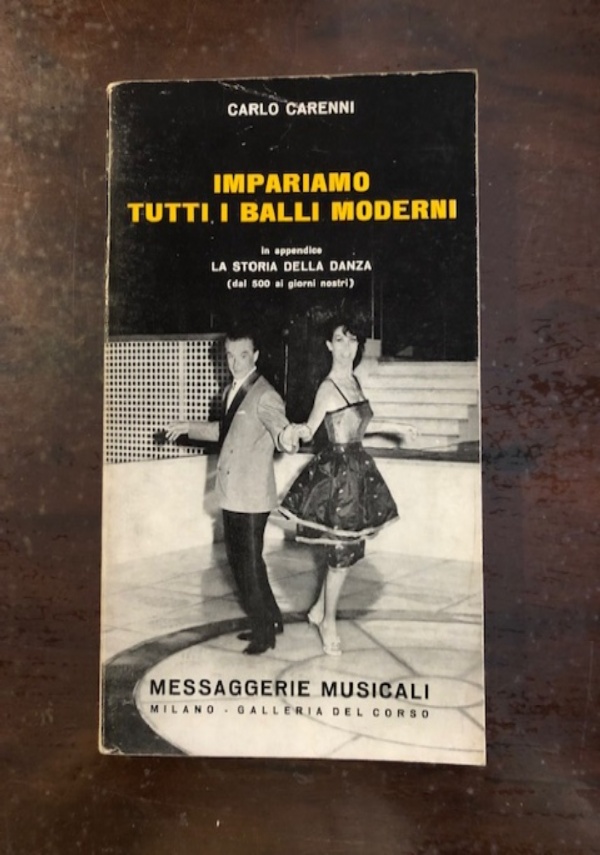 CARLO CARENNI
IMPARIAMO
TUTTI I BALLI MODERNI
in appendice
LA STORIA DELLA DANZA
(dal 500 ai giorni nostri)
MESSAGGERIE MUSICALI
MILANO - GALLERIA DEL CORSO